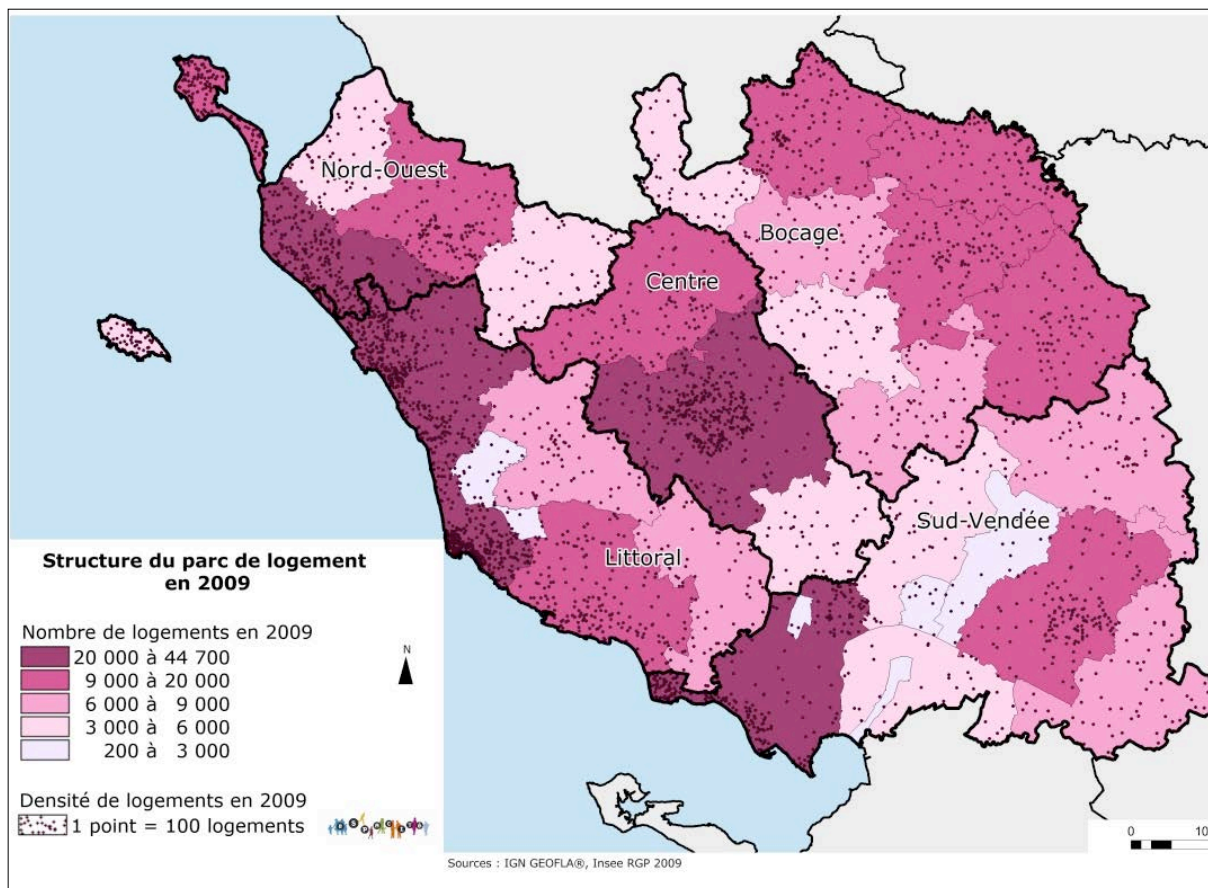 Nord-Ouest
Bocage
Centre
Sud-Vendée
Littoral
Structure du parc de logement
en 2009
Nombre de logements en 2009
20 000 à 44 700
9 000 à 20 000
6 000 à 9 000
3 000 à 6 000
200 à 3 000
N
Densité de logements en 2009
1 point = 100 logements
0 10
Sources : IGN GEOFLA®, Insee RGP 2009